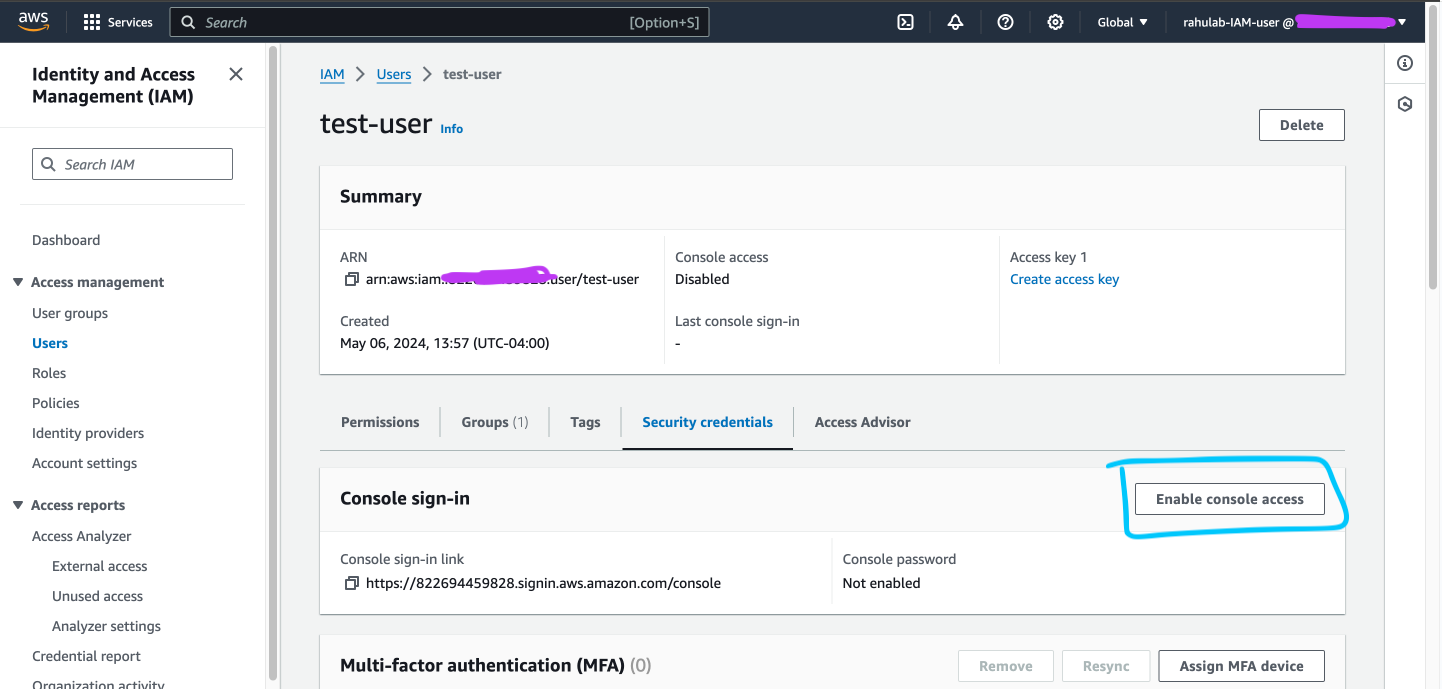 aws Services Search [Option+S] Global rahulab-IAM-user @
Identity and Access
Management (IAM)
Search IAM
Dashboard
Access management
User groups
Users
Roles
Policies
Identity providers
Account settings
Access reports
Access Analyzer
External access
Unused access
Analyzer settings
Credential report
Organization activity
IAM > Users > test-user
test-user Info
Delete
Summary
ARN
arn:aws:iam: user/test-user
Created
May 06, 2024, 13:57 (UTC-04:00)
Console access
Disabled
Last console sign-in
-
Access key 1
Create access key
Permissions Groups (1) Tags Security credentials Access Advisor
Console sign-in
Enable console access
Console sign-in link
https://822694459828.signin.aws.amazon.com/console
Console password
Not enabled
Multi-factor authentication (MFA) (0)
Remove Resync Assign MFA device